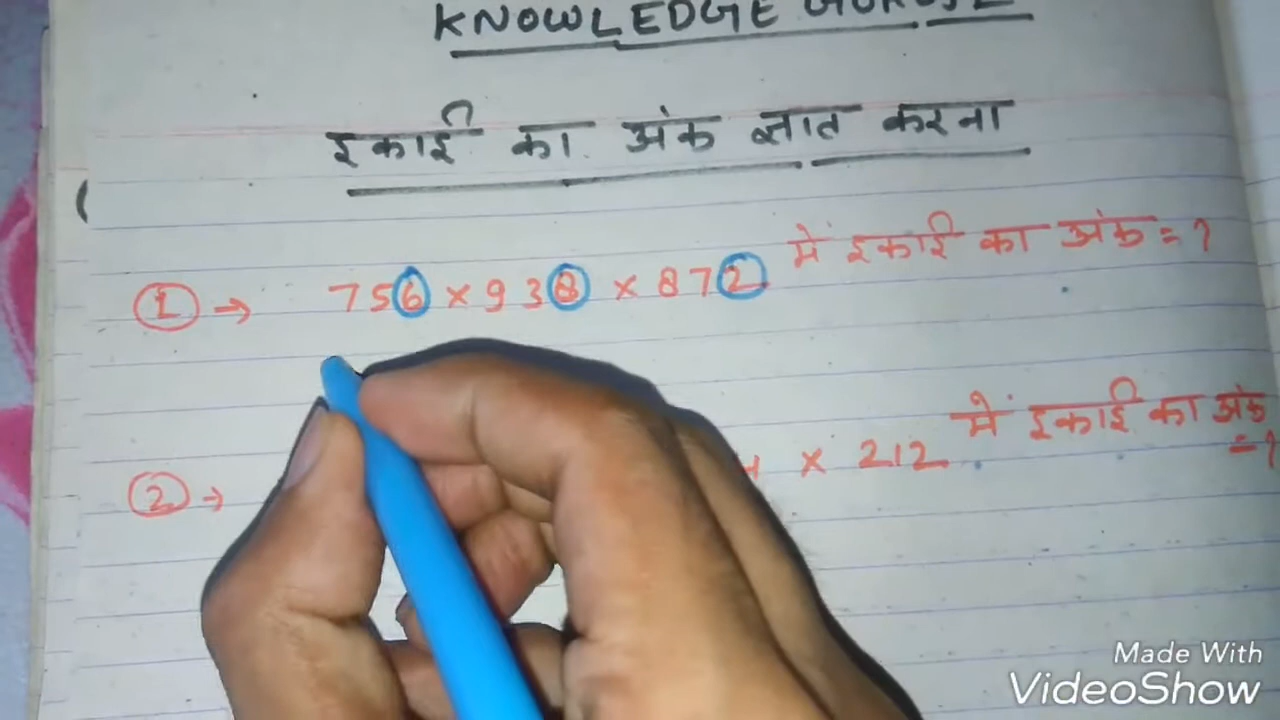 KNOWLEDGE
इकाई का अंक ज्ञात करना
① → 756 × 938 × 872 में इकाई का अंक = ?
② → × 212 में इकाई का अंक = ?
Made With
VideoShow